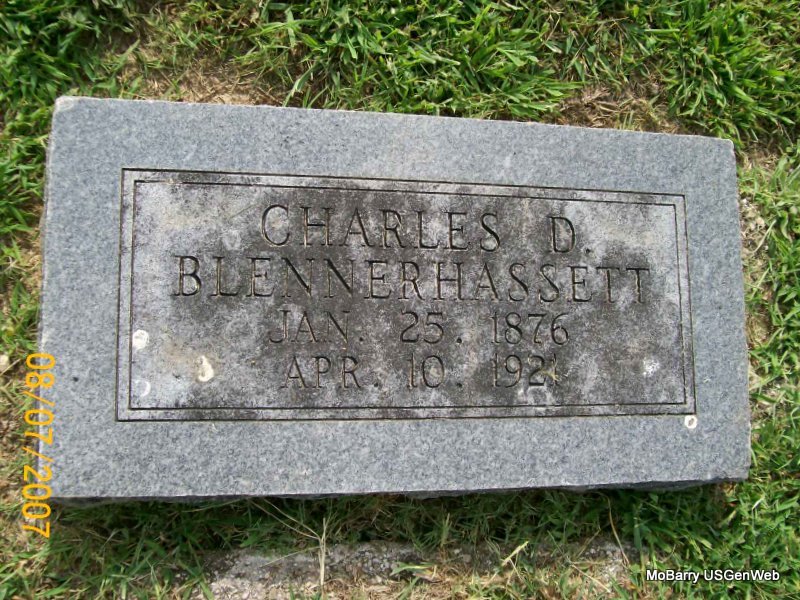 CHARLES D.
BLENNERHASSETT
JAN. 25. 1876
APR. 10. 1921
08/07/2007
MoBarry USGenWeb